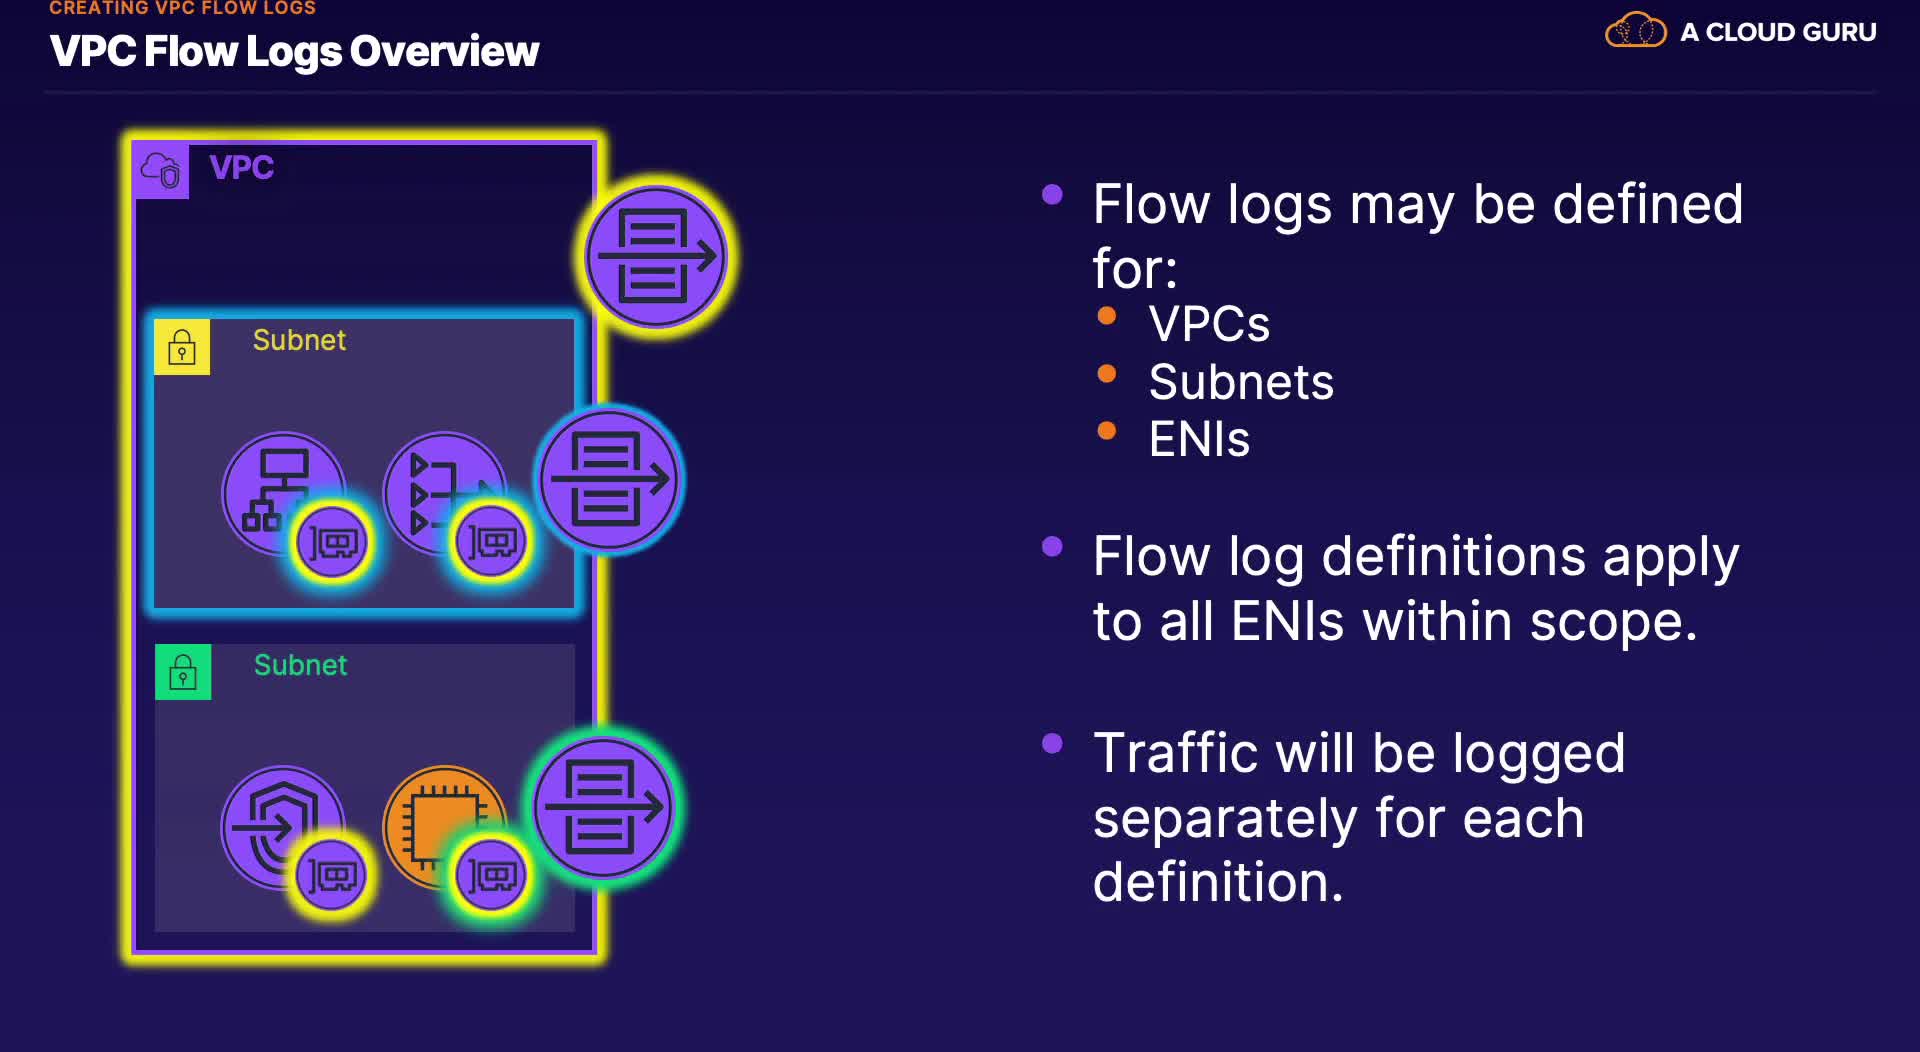 CREATING VPC FLOW LOGS
VPC Flow Logs Overview
A CLOUD GURU
VPC
Subnet
Subnet
Flow logs may be defined
for:
VPCs
Subnets
ENIs
Flow log definitions apply
to all ENIs within scope.
Traffic will be logged
separately for each
definition.